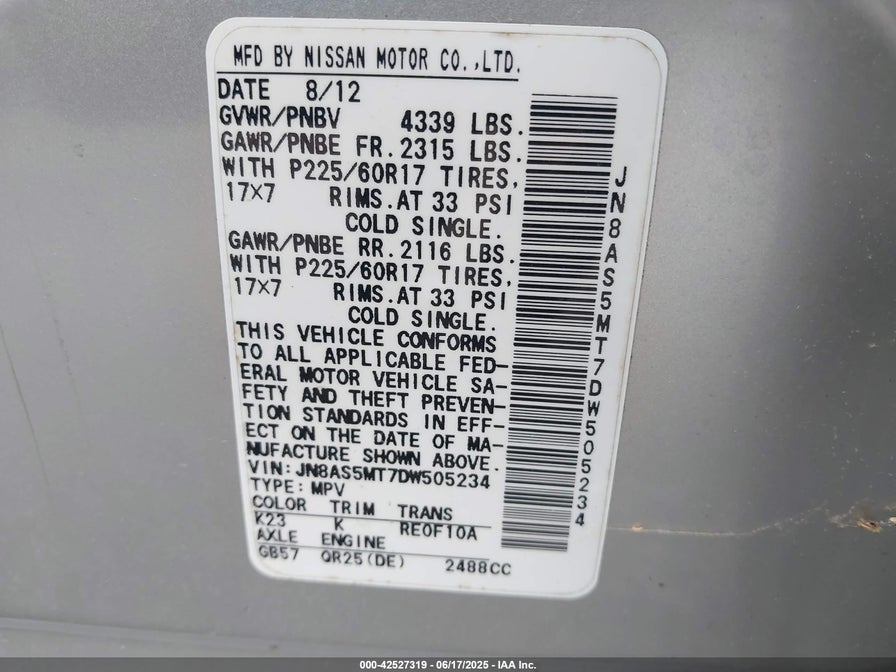 MFD BY NISSAN MOTOR CO.,LTD.
DATE 8/12
GVWR/PNBV 4339 LBS.
GAWR/PNBE FR.2315 LBS.
WITH P225/60R17 TIRES,
17X7 RIMS.AT 33 PSI
COLD SINGLE.
GAWR/PNBE RR.2116 LBS.
WITH P225/60R17 TIRES,
17X7 RIMS.AT 33 PSI
COLD SINGLE.
THIS VEHICLE CONFORMS
TO ALL APPLICABLE FED-
ERAL MOTOR VEHICLE SA-
FETY AND THEFT PREVEN-
TION STANDARDS IN EFF-
ECT ON THE DATE OF MA-
NUFACTURE SHOWN ABOVE.
VIN:JN8AS5MT7DW505234
TYPE:MPV
COLOR TRIM TRANS
K23 K RE0F10A
AXLE ENGINE
GB57 QR25(DE) 2488CC
JN8AS5MT7DW505234
000-42527319 - 06/17/2025 - IAA Inc.